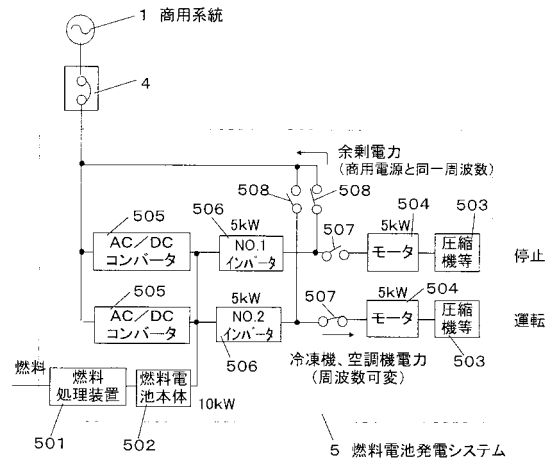 1 商用系統
4
余剰電力
(商用電源と同一周波数)
508
508
505
AC/DC
コンバータ
506
5kW
NO.1
インバータ
507
504
5kW
モータ
503
圧縮
機等
停止
505
AC/DC
コンバータ
5kW
NO.2
インバータ
506
507
504
5kW
モータ
圧縮
機等
503
運転
冷凍機、空調機電力
(周波数可変)
燃料
燃料
処理装置
501
燃料電
池本体
502
10kW
5 燃料電池発電システム